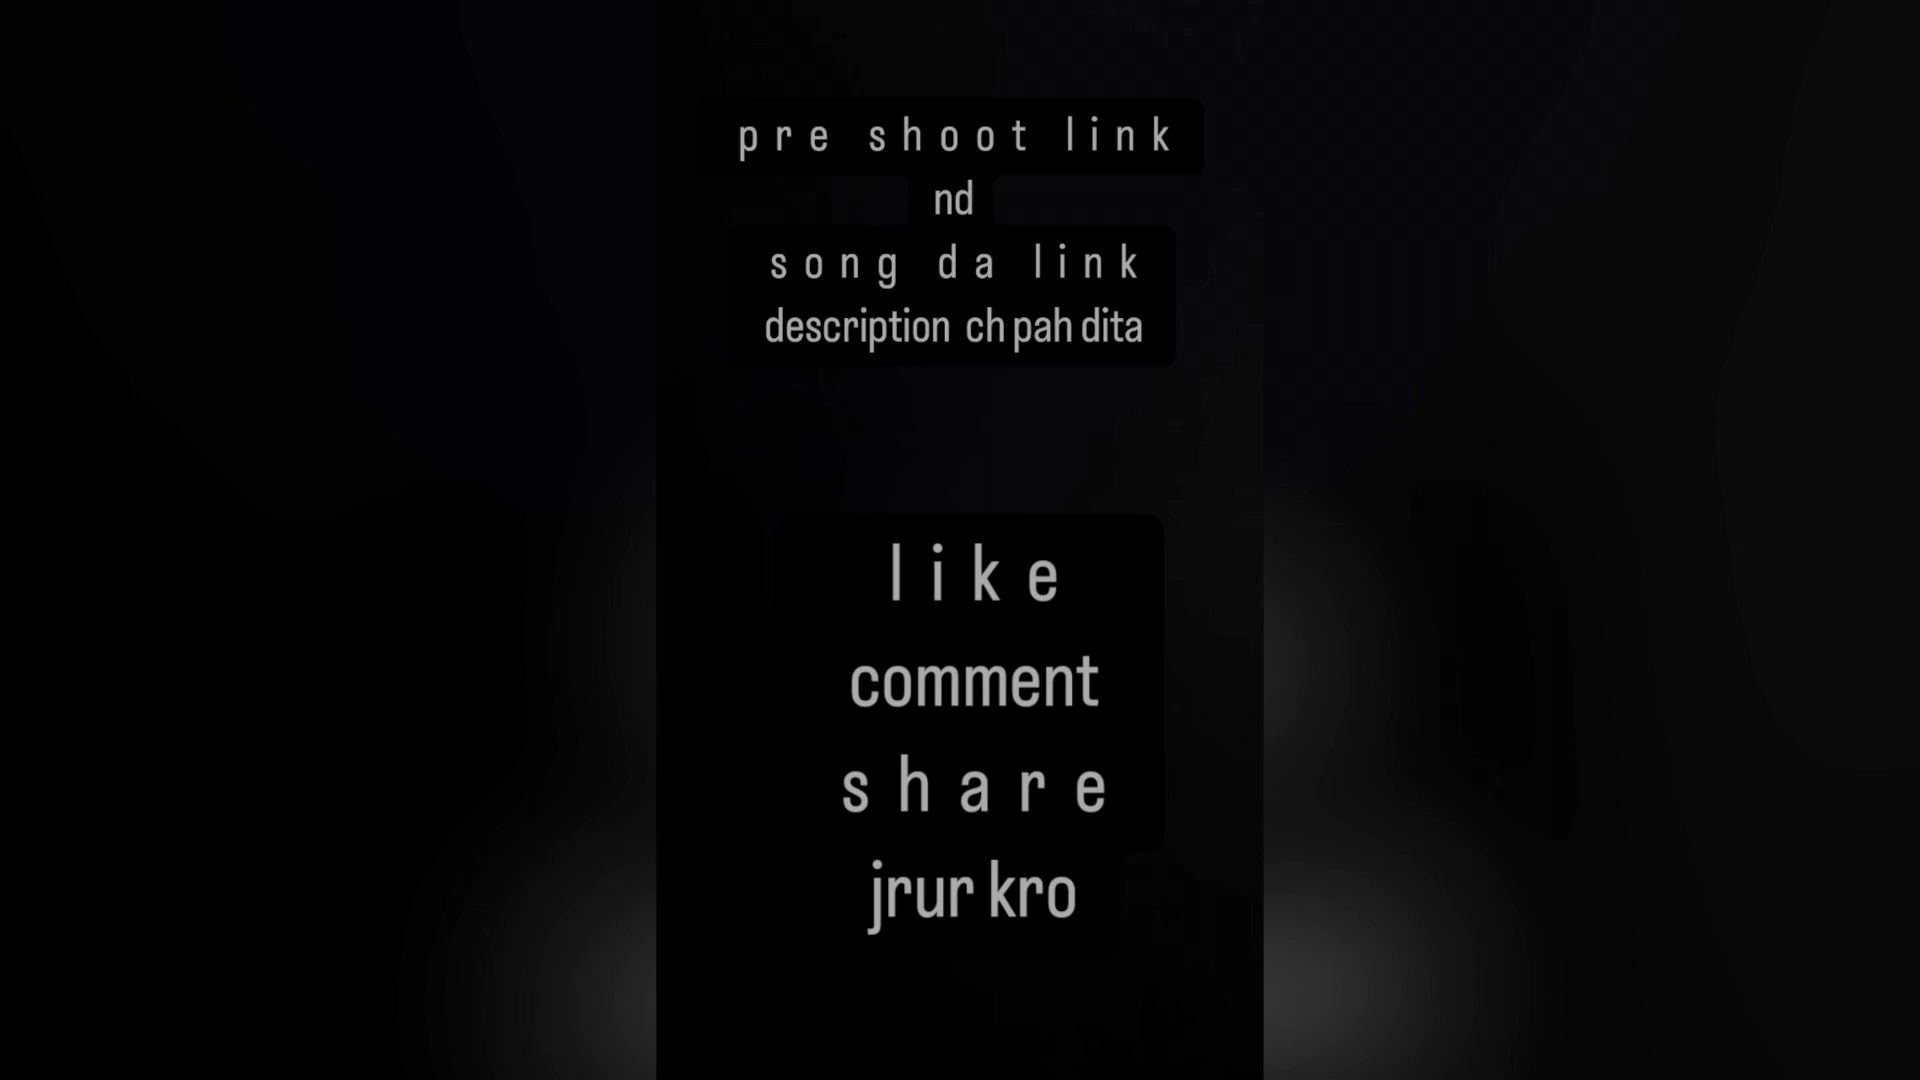 pre shoot link
nd
song da link
description ch pah dita
like
comment
share
jrur kro